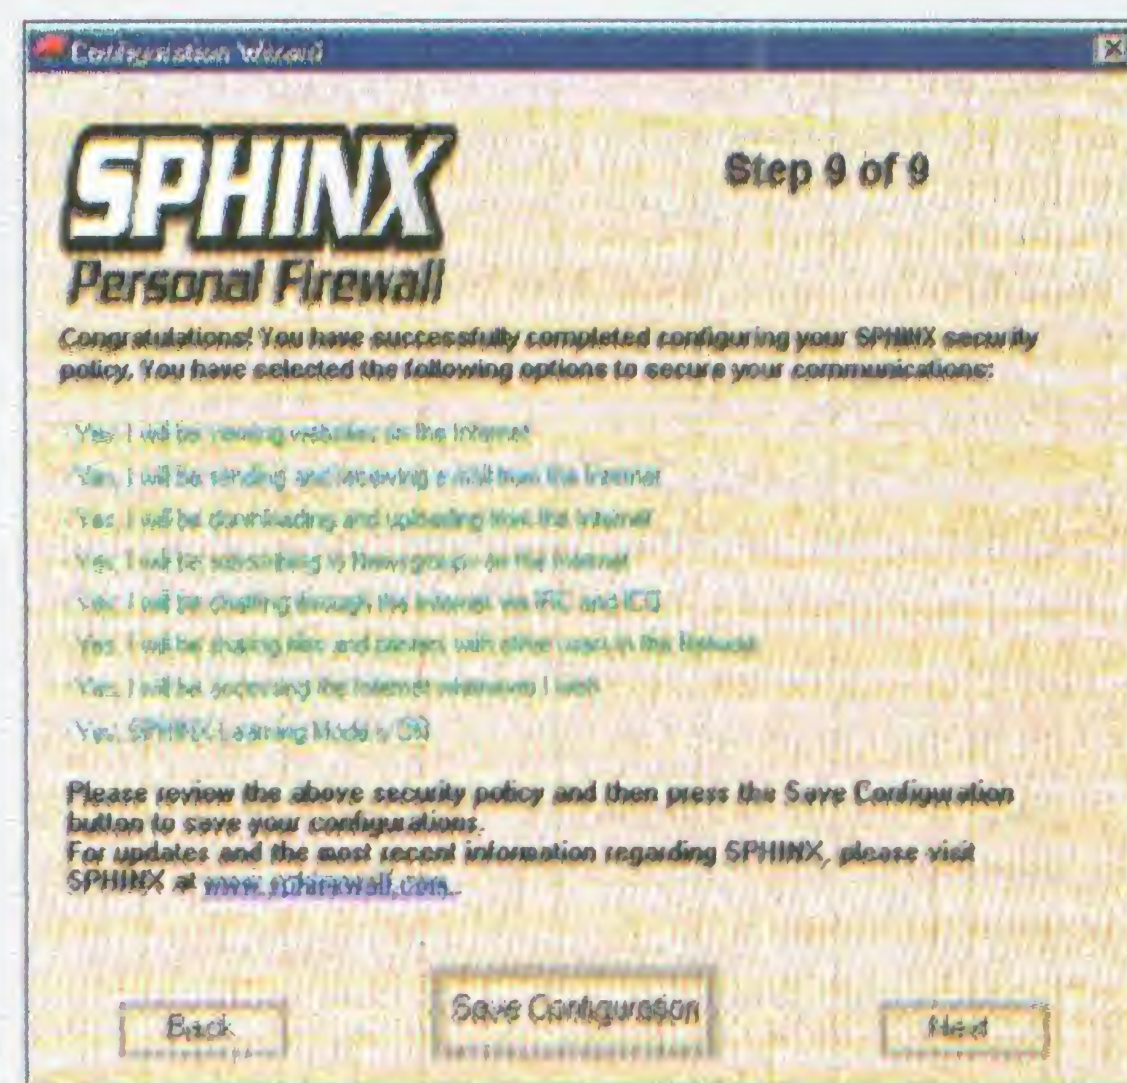 Configuration Wizard
SPHINX
Personal Firewall
Step 9 of 9
Congratulations! You have successfully completed configuring your SPHINX security
policy. You have selected the following options to secure your communications:
Yes, I will be viewing websites on the Internet
Yes, I will be sending and receiving e-mail from the Internet
Yes, I will be downloading and uploading from the Internet
Yes, I will be subscribing to Newsgroups on the Internet
Yes, I will be chatting through the Internet via IRC and ICQ
Yes, I will be sharing files and printers with other users in the Network
Yes, I will be accessing the Internet whenever I wish
Yes, SPHINX Learning Mode is ON
Please review the above security policy and then press the Save Configuration
button to save your configurations.
For updates and the most recent information regarding SPHINX, please visit
SPHINX at www.sphinxwall.com.
Back
Save Configuration
Next